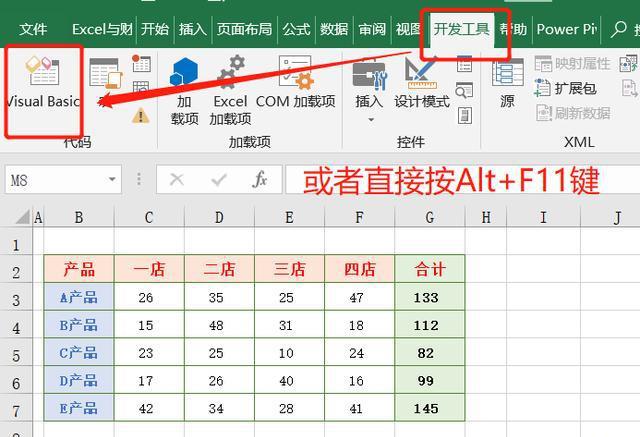 文件 Excel与财 开始 插入 页面布局 公式 数据 审阅 视图 开发工具 帮助 Power Piv
Visual Basic 加载项 Excel加载项 COM 加载项 插入 设计模式 源 映射属性
扩展包
刷新数据
代码 加载项 控件 XML
M8 fx 或者直接按Alt+F11键
A B C D E F G H I J
1
2 产品 一店 二店 三店 四店 合计
3 A产品 26 35 25 47 133
4 B产品 15 48 31 18 112
5 C产品 23 25 10 24 82
6 D产品 17 26 40 16 99
7 E产品 42 34 28 41 145